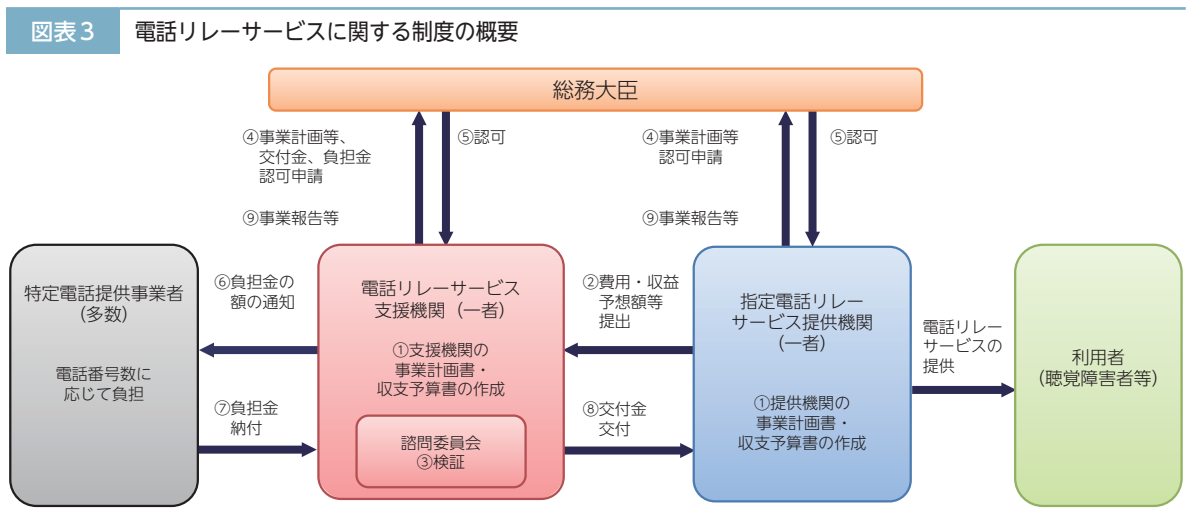 図表3
電話リレーサービスに関する制度の概要
総務大臣
④事業計画等、
交付金、負担金
認可申請
⑤認可
④事業計画等
認可申請
⑤認可
⑨事業報告等
⑨事業報告等
特定電話提供事業者
(多数)
電話番号数に
応じて負担
⑥負担金の
額の通知
⑦負担金
納付
電話リレーサービス
支援機関（一者）
①支援機関の
事業計画書・
収支予算書の作成
諮問委員会
③検証
②費用・収益
予想額等
提出
⑧交付金
交付
指定電話リレー
サービス提供機関
(一者)
①提供機関の
事業計画書・
収支予算書の作成
電話リレー
サービスの
提供
利用者
（聴覚障害者等）